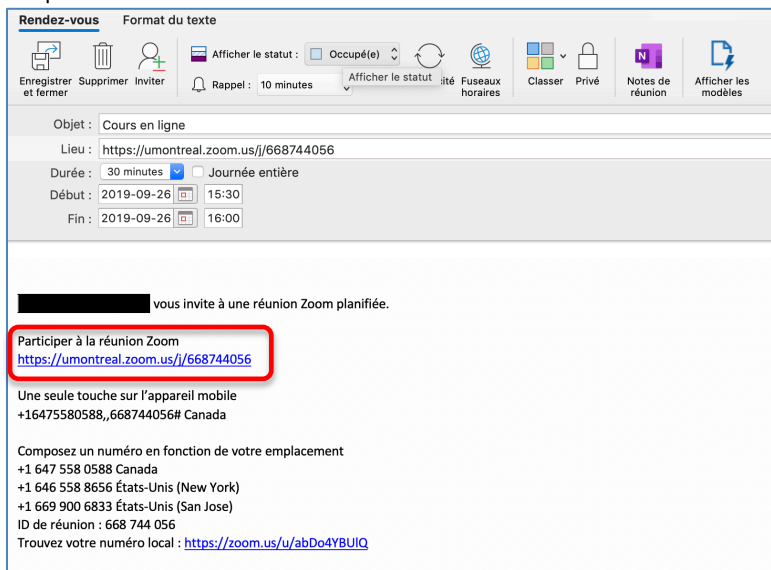 Rendez-vous Format du texte
Afficher le statut : Occupé(e)
Enregistrer et fermer
Supprimer
Inviter
Rappel : 10 minutes
Afficher le statut
ité
Fuseaux horaires
Classer
Privé
Notes de réunion
Afficher les modèles
Objet : Cours en ligne
Lieu : https://umontreal.zoom.us/j/668744056
Durée : 30 minutes Journée entière
Début : 2019-09-26 15:30
Fin : 2019-09-26 16:00
vous invite à une réunion Zoom planifiée.
Participer à la réunion Zoom
https://umontreal.zoom.us/j/668744056
Une seule touche sur l’appareil mobile
+16475580588,,668744056# Canada
Composez un numéro en fonction de votre emplacement
+1 647 558 0588 Canada
+1 646 558 8656 États-Unis (New York)
+1 669 900 6833 États-Unis (San Jose)
ID de réunion : 668 744 056
Trouvez votre numéro local : https://zoom.us/u/abDo4YBUlQ